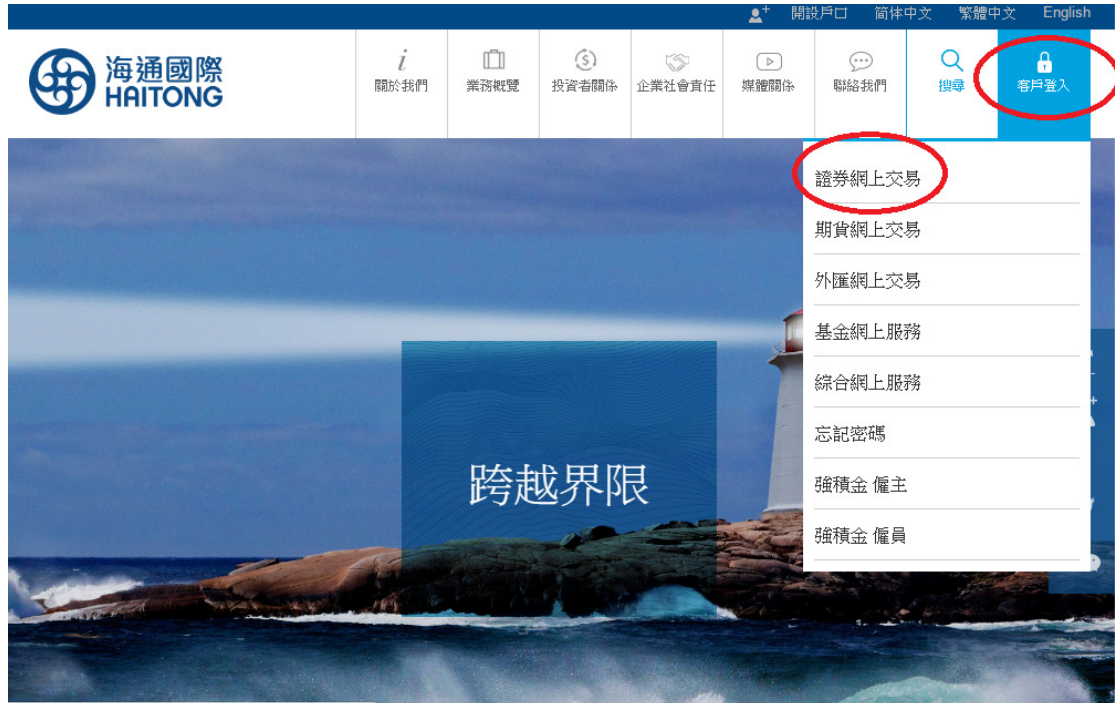 開設戶口 简体中文 繁體中文 English
海通國際
HAITONG
關於我們 業務概覽 投資者關係 企業社會責任 媒體關係 聯絡我們 搜尋 客戶登入
證券網上交易
期貨網上交易
外匯網上交易
基金網上服務
綜合網上服務
忘記密碼
強積金 僱主
強積金 僱員
跨越界限